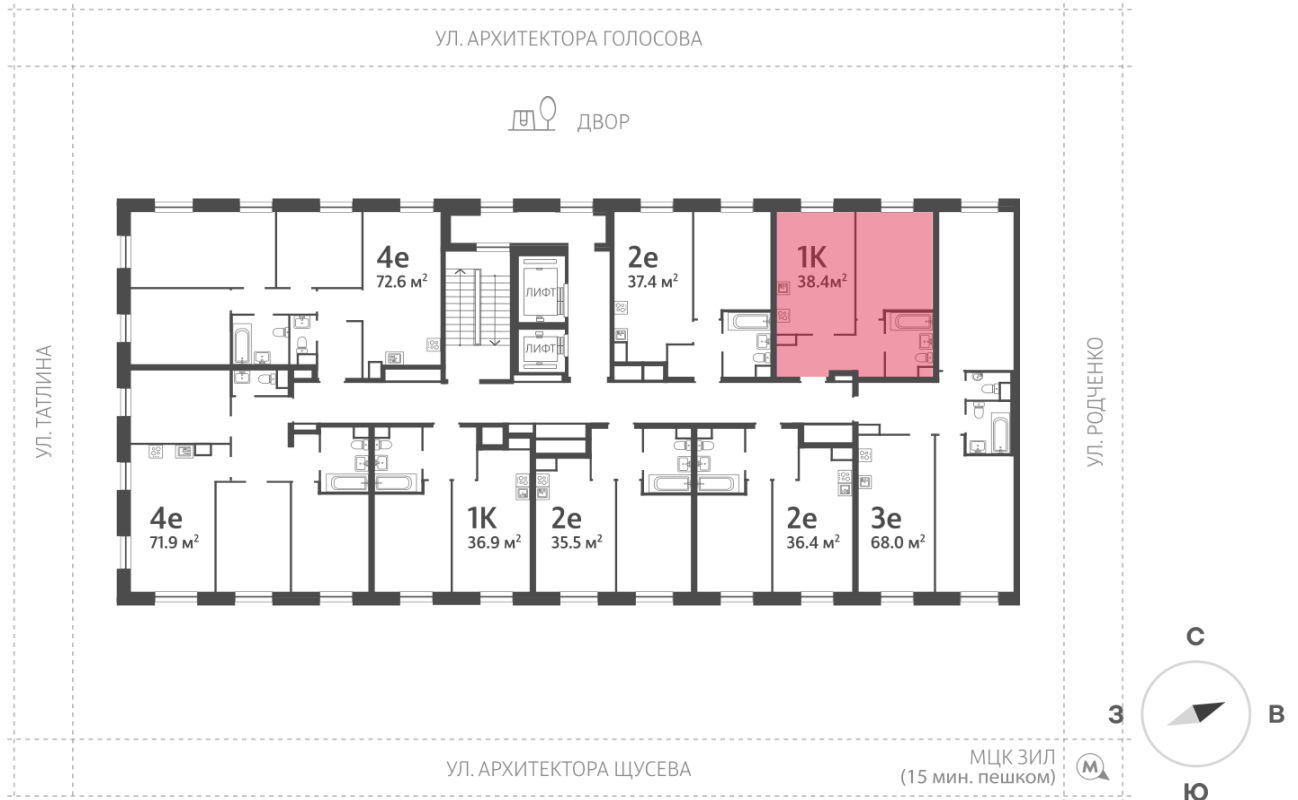 УЛ. АРХИТЕКТОРА ГОЛОСОВА
ДВОР
УЛ. ТАТЛИНА
УЛ. РОДЧЕНКО
4е
72.6 м²
ЛИФТ
ЛИФТ
2е
37.4 м²
1К
38.4м²
4е
71.9 м²
1К
36.9 м²
2е
35.5 м²
2е
36.4 м²
3е
68.0 м²
С
З
В
Ю
УЛ. АРХИТЕКТОРА ЩУСЕВА
МЦК ЗИЛ
(15 мин. пешком)
М